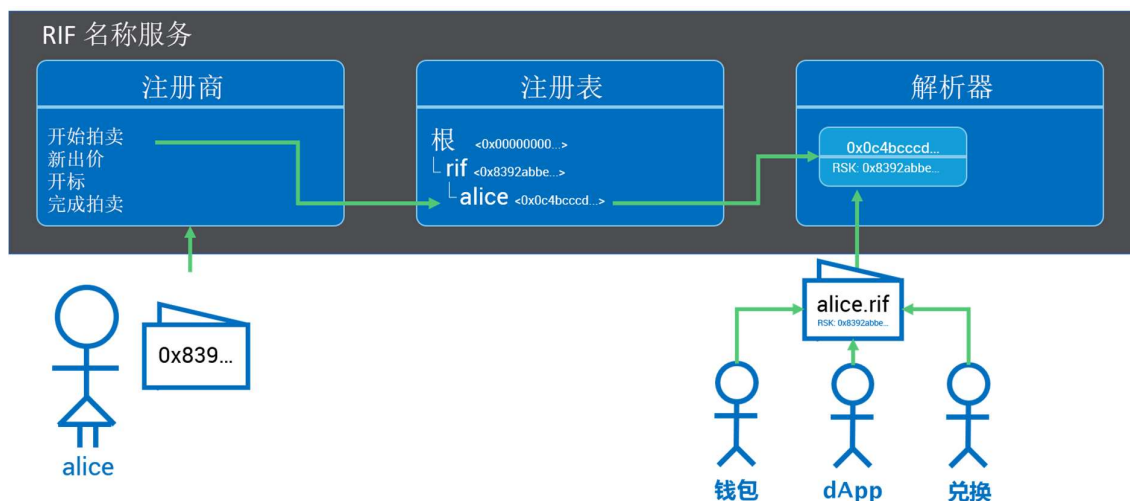 RIF 名称服务
注册商
开始拍卖
新出价
开标
完成拍卖
注册表
根 <0x00000000...>
rif <0x8392abbe...>
alice <0x0c4bcccd...>
解析器
0x0c4bcccd...
RSK: 0x8392abbe...
0x839...
alice
alice.rif
RSK: 0x8392abbe...
钱包
dApp
兑换